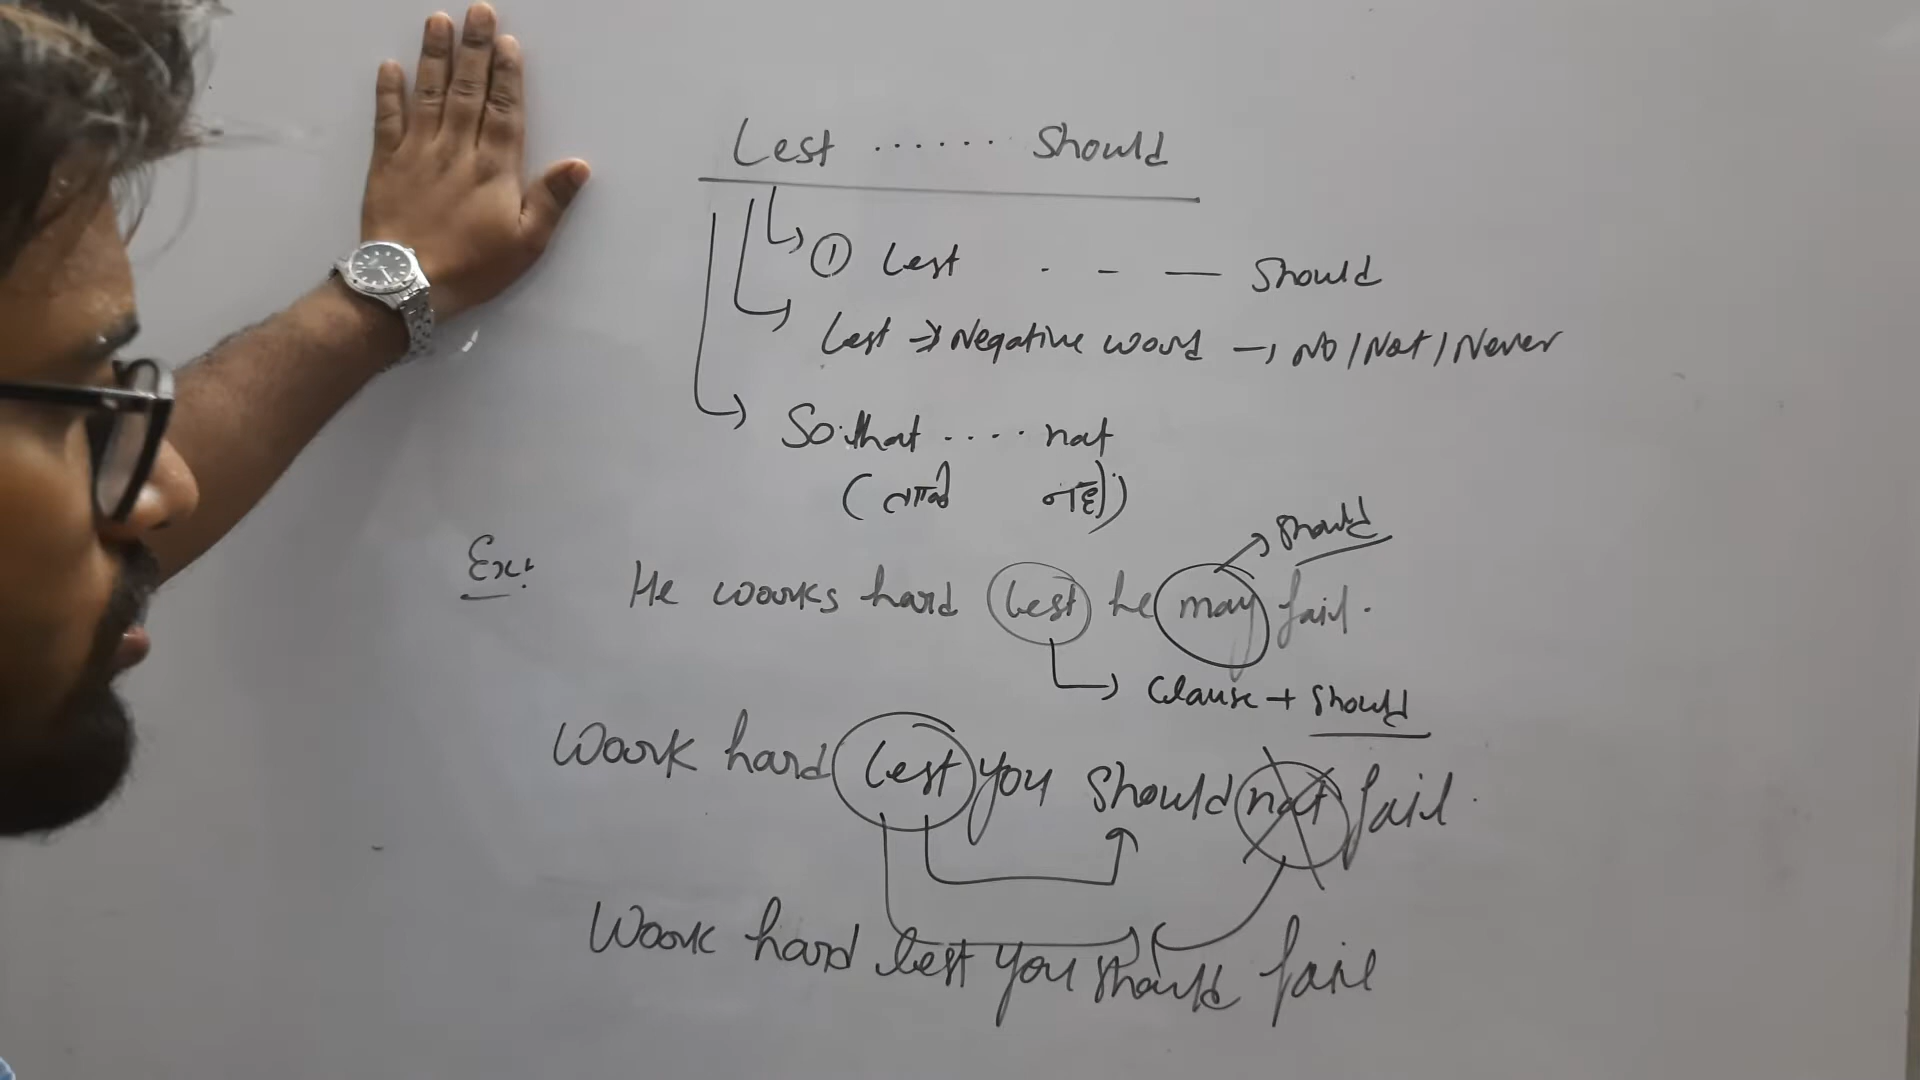 Lest ...... Should
① Lest . - — Should
Lest → Negative word → No/Not/Never
So that .... not
(ताकि नहीं)
should
Ex: He works hard lest he may fail.
Clause + should
Work hard lest you should not fail.
Work hard lest you should fail